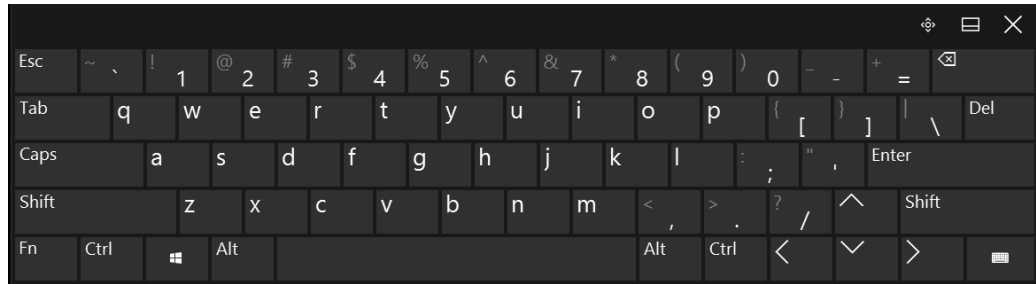 Esc ~ ` ! 1 @ 2 # 3 $ 4 % 5 ^ 6 & 7 * 8 ( 9 ) 0 _ - + =
Tab q w e r t y u i o p { [ } ] | \ Del
Caps a s d f g h j k l : ; " ' Enter
Shift z x c v b n m < , > . ? / Shift
Fn Ctrl Alt Alt Ctrl